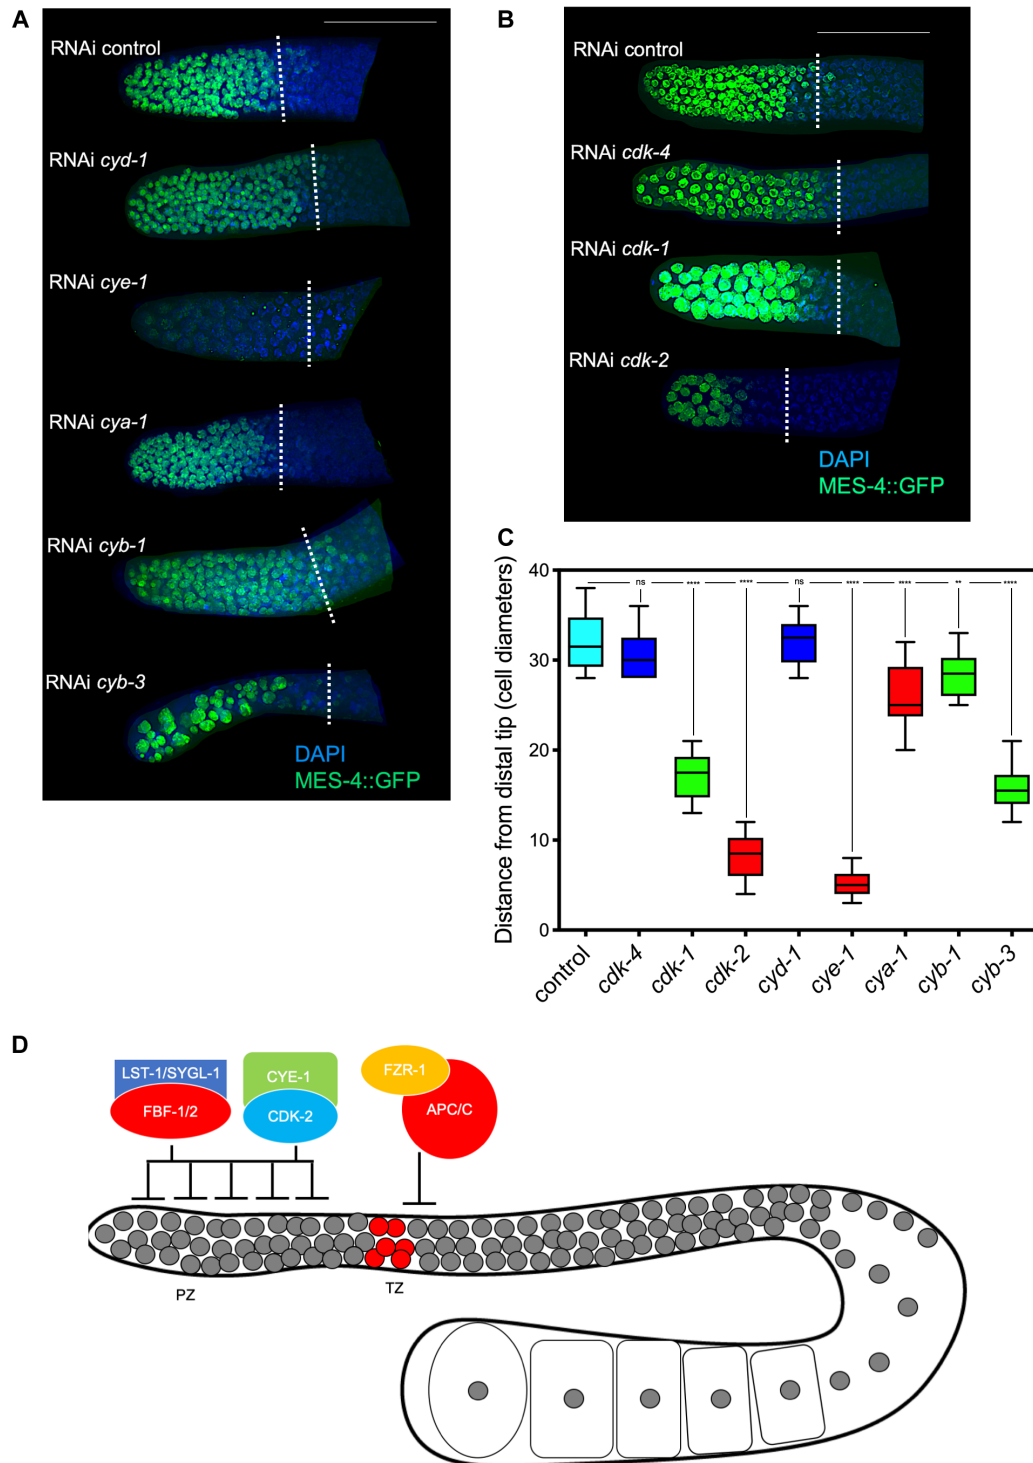 A
RNAi control
RNAi cyd-1
RNAi cye-1
RNAi cya-1
RNAi cyb-1
RNAi cyb-3
DAPI
MES-4::GFP
B
RNAi control
RNAi cdk-4
RNAi cdk-1
RNAi cdk-2
DAPI
MES-4::GFP
C
Distance from distal tip (cell diameters)
40
30
20
10
0
ns
****
****
ns
****
****
**
****
control
cdk-4
cdk-1
cdk-2
cyd-1
cye-1
cya-1
cyb-1
cyb-3
D
LST-1/SYGL-1
FBF-1/2
CYE-1
CDK-2
FZR-1
APC/C
PZ
TZ